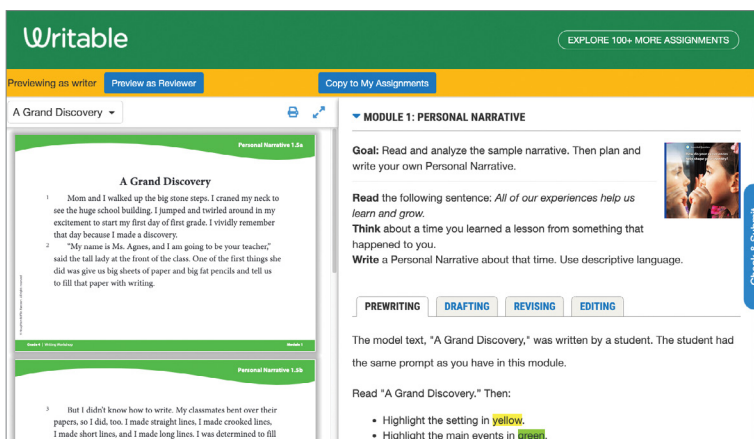 Writable
EXPLORE 100+ MORE ASSIGNMENTS
Previewing as writer
Preview as Reviewer
Copy to My Assignments
A Grand Discovery
Personal Narrative 1.5a
A Grand Discovery
1 Mom and I walked up the big stone steps. I craned my neck to
see the huge school building. I jumped and twirled around in my
excitement to start my first day of first grade. I vividly remember
that day because I made a discovery.
2 "My name is Ms. Agnes, and I am going to be your teacher,"
said the tall lady at the front of the class. One of the first things she
did was give us big sheets of paper and big fat pencils and tell us
to fill that paper with writing.
Grade 4 | Writing Workshop
Module 1
Personal Narrative 1.5b
3 But I didn't know how to write. My classmates bent over their
papers, so I did, too. I made straight lines, I made crooked lines,
I made short lines, and I made long lines. I was determined to fill
MODULE 1: PERSONAL NARRATIVE
Goal: Read and analyze the sample narrative. Then plan and
write your own Personal Narrative.
Read the following sentence: All of our experiences help us
learn and grow.
Think about a time you learned a lesson from something that
happened to you.
Write a Personal Narrative about that time. Use descriptive language.
PREWRITING
DRAFTING
REVISING
EDITING
The model text, "A Grand Discovery," was written by a student. The student had
the same prompt as you have in this module.
Read "A Grand Discovery." Then:
• Highlight the setting in yellow.
• Highlight the main events in green.